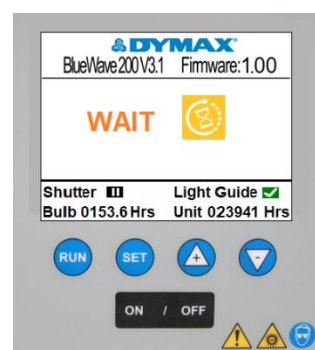 DYMAX
BlueWave 200 V3.1 Firmware: 1.00
WAIT
Shutter Light Guide
Bulb 0153.6 Hrs Unit 023941 Hrs
RUN SET + -
ON / OFF